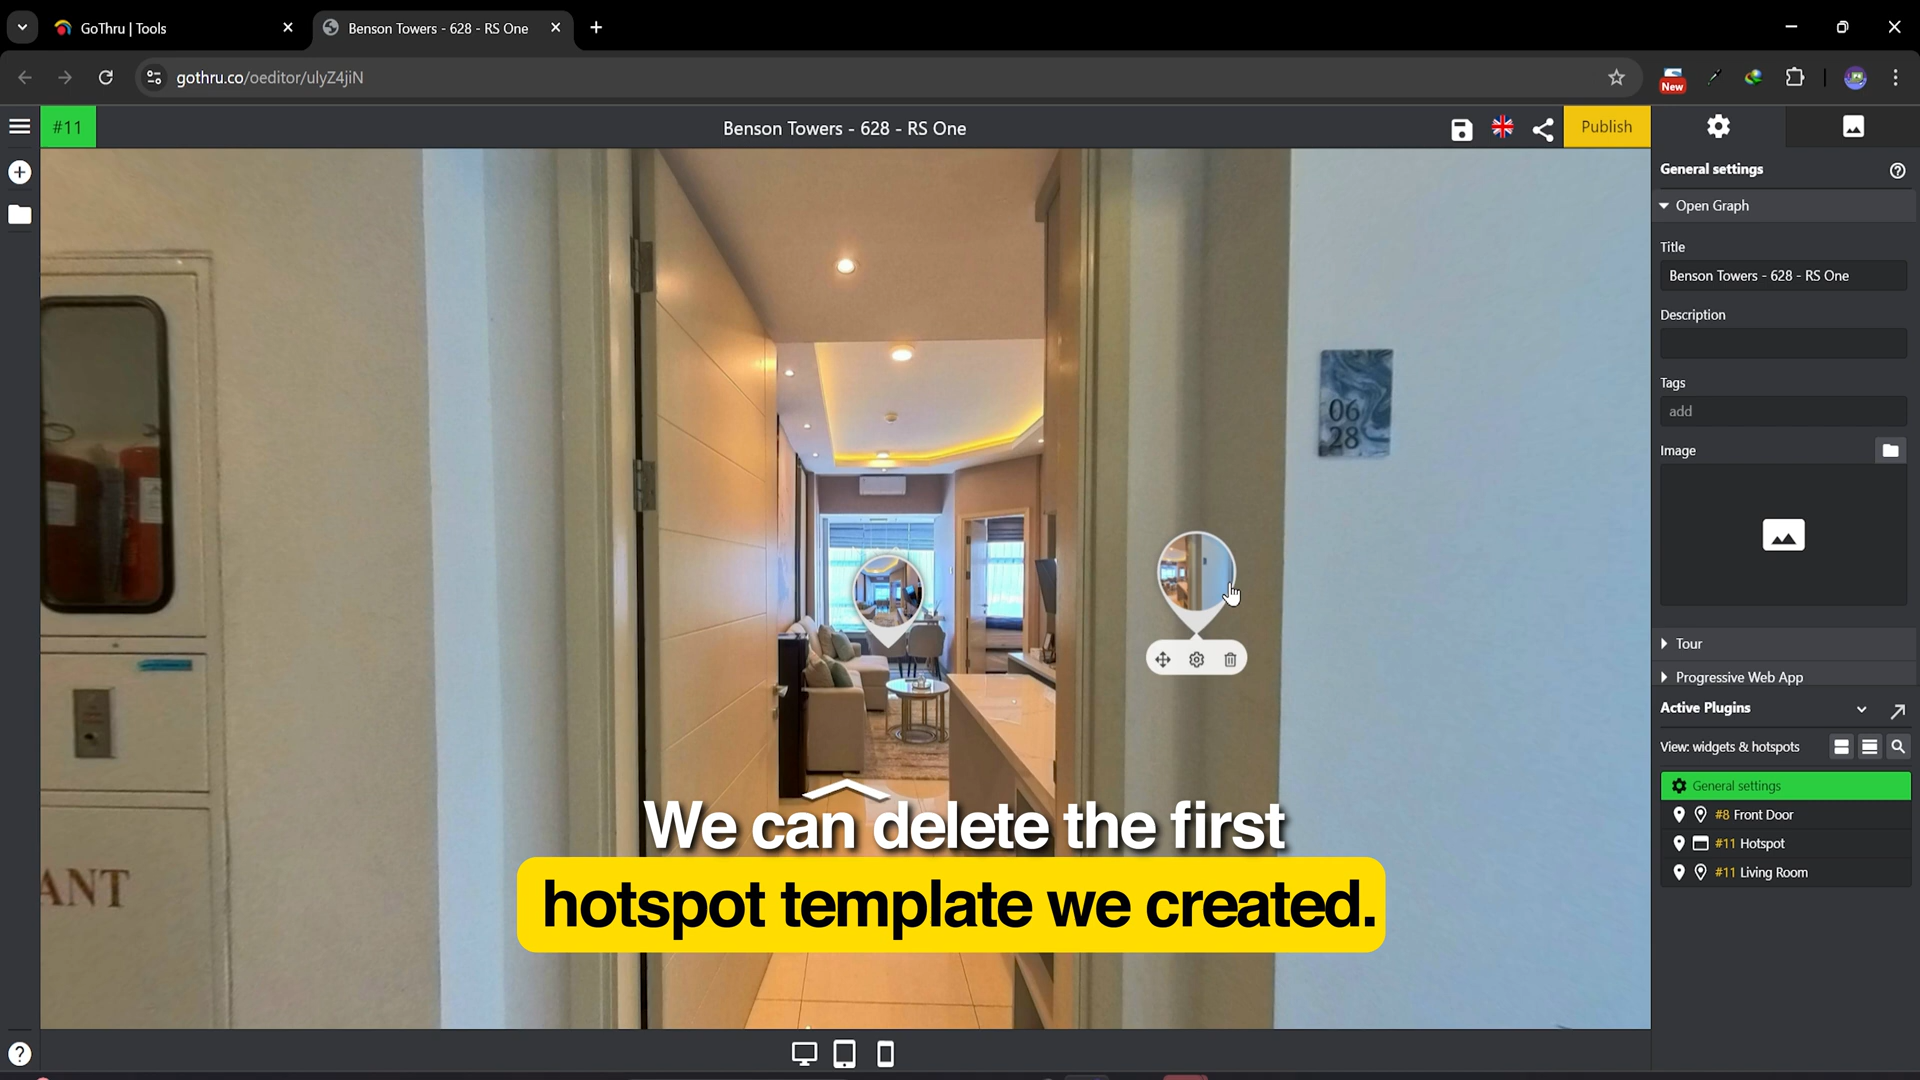 GoThru | Tools
Benson Towers - 628 - RS One
gothru.co/oeditor/ulyZ4jiN
New
#11
Benson Towers - 628 - RS One
Publish
General settings
Open Graph
Title
Benson Towers - 628 - RS One
Description
Tags
add
Image
Tour
Progressive Web App
Active Plugins
View: widgets & hotspots
General settings
#8 Front Door
#11 Hotspot
#11 Living Room
06
28
ANT
We can delete the first
hotspot template we created.